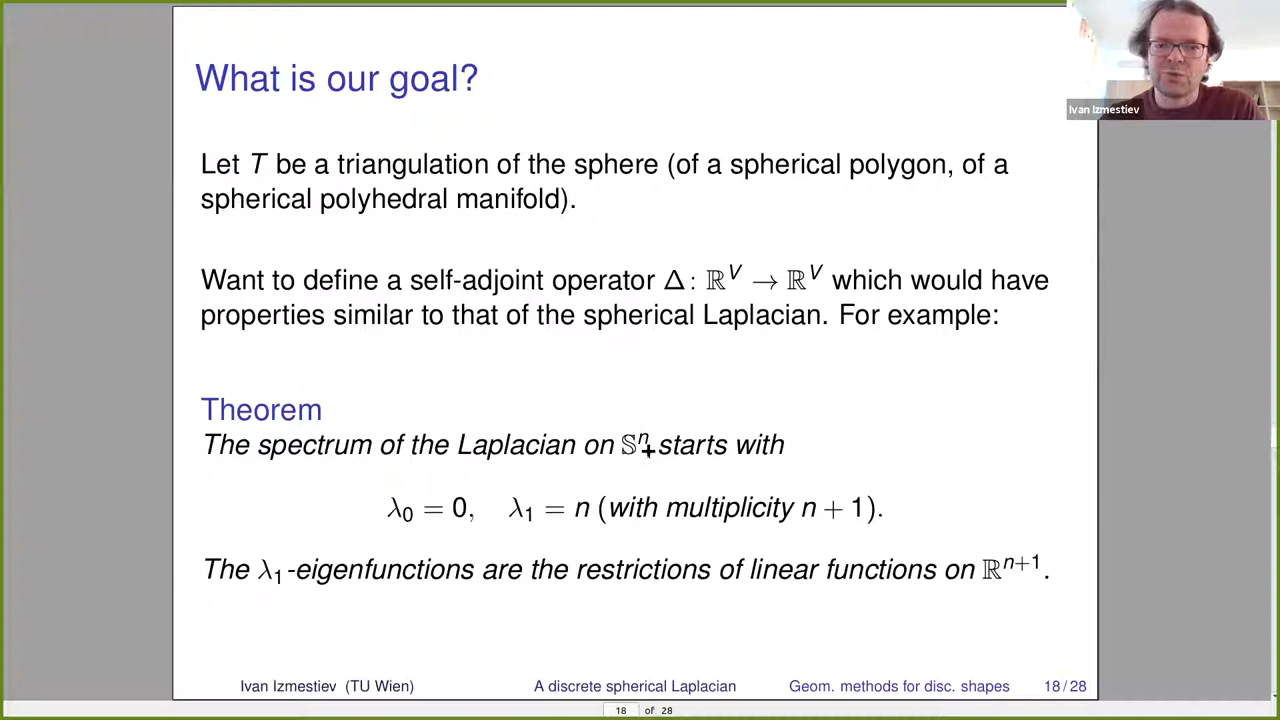 What is our goal?
Ivan Izmestiev
Let T be a triangulation of the sphere (of a spherical polygon, of a
spherical polyhedral manifold).
Want to define a self-adjoint operator Δ: ℝ^V → ℝ^V which would have
properties similar to that of the spherical Laplacian. For example:
Theorem
The spectrum of the Laplacian on 𝕊^n starts with
λ₀ = 0, λ₁ = n (with multiplicity n + 1).
The λ₁-eigenfunctions are the restrictions of linear functions on ℝ^{n+1}.
Ivan Izmestiev (TU Wien) A discrete spherical Laplacian Geom. methods for disc. shapes 18 / 28
18 of 28